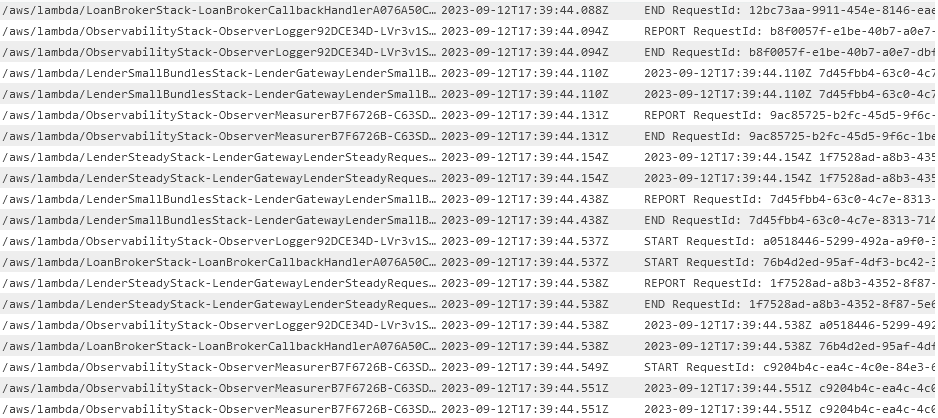 /aws/lambda/LoanBrokerStack-LoanBrokerCallbackHandlerA076A50C… 2023-09-12T17:39:44.088Z END RequestId: 12bc73aa-9911-454e-8146-eae
/aws/lambda/ObservabilityStack-ObserverLogger92DCE34D-LVr3v1S… 2023-09-12T17:39:44.094Z REPORT RequestId: b8f0057f-e1be-40b7-a0e7-
/aws/lambda/ObservabilityStack-ObserverLogger92DCE34D-LVr3v1S… 2023-09-12T17:39:44.094Z END RequestId: b8f0057f-e1be-40b7-a0e7-dbf
/aws/lambda/LenderSmallBundlesStack-LenderGatewayLenderSmallB… 2023-09-12T17:39:44.110Z 2023-09-12T17:39:44.110Z 7d45fbb4-63c0-4c7
/aws/lambda/LenderSmallBundlesStack-LenderGatewayLenderSmallB… 2023-09-12T17:39:44.110Z 2023-09-12T17:39:44.110Z 7d45fbb4-63c0-4c7
/aws/lambda/ObservabilityStack-ObserverMeasurerB7F6726B-C63SD… 2023-09-12T17:39:44.131Z REPORT RequestId: 9ac85725-b2fc-45d5-9f6c-
/aws/lambda/ObservabilityStack-ObserverMeasurerB7F6726B-C63SD… 2023-09-12T17:39:44.131Z END RequestId: 9ac85725-b2fc-45d5-9f6c-1be
/aws/lambda/LenderSteadyStack-LenderGatewayLenderSteadyReques… 2023-09-12T17:39:44.154Z 2023-09-12T17:39:44.154Z 1f7528ad-a8b3-435
/aws/lambda/LenderSteadyStack-LenderGatewayLenderSteadyReques… 2023-09-12T17:39:44.154Z 2023-09-12T17:39:44.154Z 1f7528ad-a8b3-435
/aws/lambda/LenderSmallBundlesStack-LenderGatewayLenderSmallB… 2023-09-12T17:39:44.438Z REPORT RequestId: 7d45fbb4-63c0-4c7e-8313-
/aws/lambda/LenderSmallBundlesStack-LenderGatewayLenderSmallB… 2023-09-12T17:39:44.438Z END RequestId: 7d45fbb4-63c0-4c7e-8313-714
/aws/lambda/ObservabilityStack-ObserverLogger92DCE34D-LVr3v1S… 2023-09-12T17:39:44.537Z START RequestId: a0518446-5299-492a-a9f0-3
/aws/lambda/LoanBrokerStack-LoanBrokerCallbackHandlerA076A50C… 2023-09-12T17:39:44.537Z START RequestId: 76b4d2ed-95af-4df3-bc42-3
/aws/lambda/LenderSteadyStack-LenderGatewayLenderSteadyReques… 2023-09-12T17:39:44.538Z REPORT RequestId: 1f7528ad-a8b3-4352-8f87-
/aws/lambda/LenderSteadyStack-LenderGatewayLenderSteadyReques… 2023-09-12T17:39:44.538Z END RequestId: 1f7528ad-a8b3-4352-8f87-5e6
/aws/lambda/ObservabilityStack-ObserverLogger92DCE34D-LVr3v1S… 2023-09-12T17:39:44.538Z 2023-09-12T17:39:44.538Z a0518446-5299-492
/aws/lambda/LoanBrokerStack-LoanBrokerCallbackHandlerA076A50C… 2023-09-12T17:39:44.538Z 2023-09-12T17:39:44.538Z 76b4d2ed-95af-4df
/aws/lambda/ObservabilityStack-ObserverMeasurerB7F6726B-C63SD… 2023-09-12T17:39:44.549Z START RequestId: c9204b4c-ea4c-4c0e-84e3-6
/aws/lambda/ObservabilityStack-ObserverMeasurerB7F6726B-C63SD… 2023-09-12T17:39:44.551Z 2023-09-12T17:39:44.551Z c9204b4c-ea4c-4c0
/aws/lambda/ObservabilityStack-ObserverMeasurerB7F6726B-C63SD… 2023-09-12T17:39:44.551Z 2023-09-12T17:39:44.551Z c9204b4c-ea4c-4c0